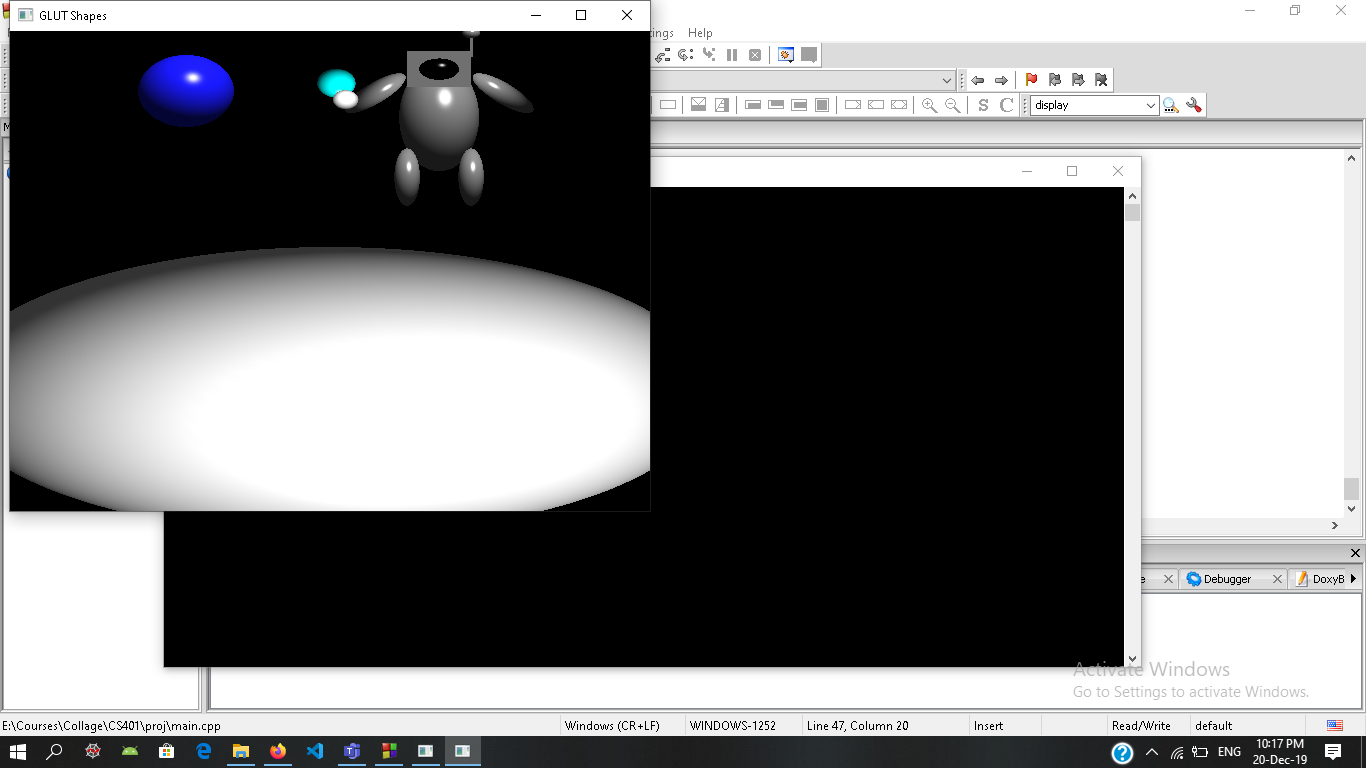 GLUT Shapes
Help
display
S C
Debugger
DoxyB
Activate Windows
Go to Settings to activate Windows.
E:\Courses\Collage\CS401\proj\main.cpp
Windows (CR+LF)
WINDOWS-1252
Line 47, Column 20
Insert
Read/Write
default
ENG
10:17 PM
20-Dec-19